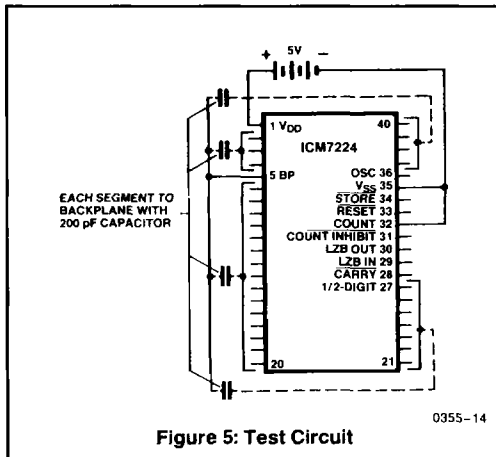 + 5V −
1 VDD
40
ICM7224
5 BP
OSC 36
VSS 35
STORE 34
RESET 33
COUNT 32
COUNT INHIBIT 31
LZB OUT 30
LZB IN 29
CARRY 28
1/2-DIGIT 27
EACH SEGMENT TO
BACKPLANE WITH
200 pF CAPACITOR
20
21
0355-14
Figure 5: Test Circuit